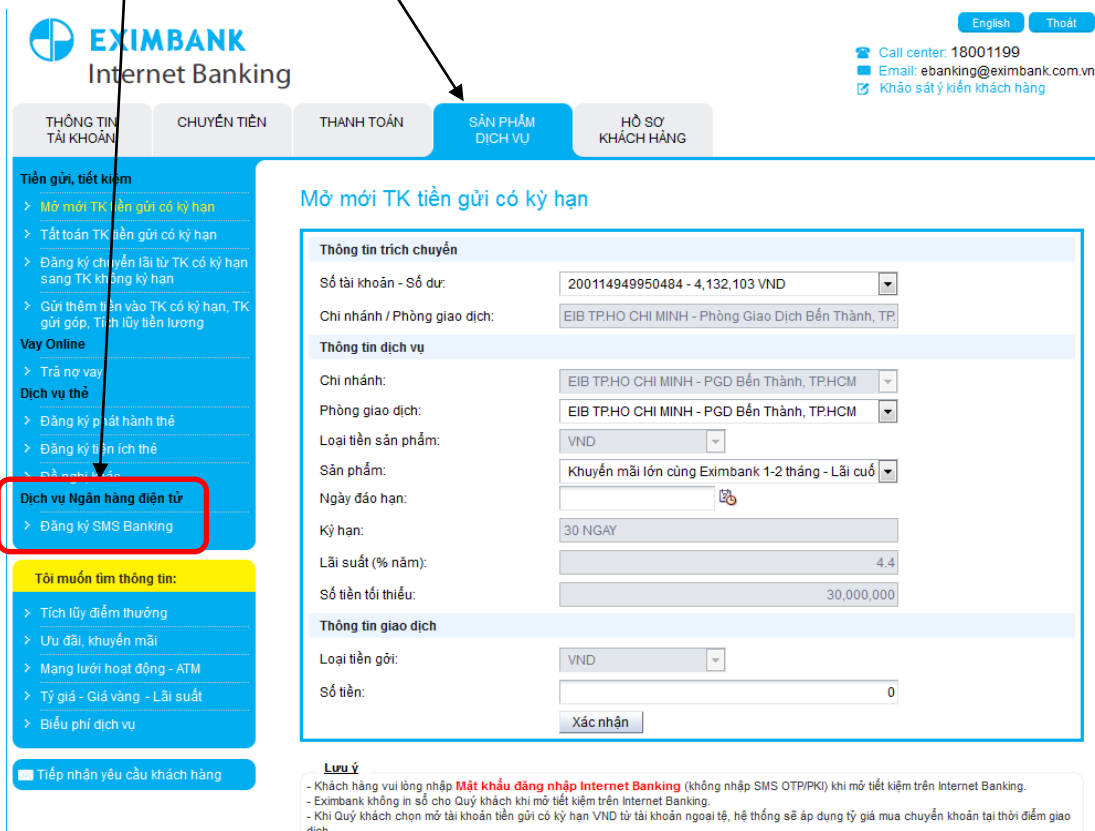 English Thoát
EXIMBANK
Internet Banking
Call center: 18001199
Email: ebanking@eximbank.com.vn
Khảo sát ý kiến khách hàng
THÔNG TIN
TÀI KHOẢN
CHUYỂN TIỀN
THANH TOÁN
SẢN PHẨM
DỊCH VỤ
HỒ SƠ
KHÁCH HÀNG
Tiền gửi, tiết kiệm
Mở mới TK tiền gửi có kỳ hạn
Tất toán TK tiền gửi có kỳ hạn
Đăng ký chuyển lãi từ TK có kỳ hạn
sang TK không kỳ hạn
Gửi thêm tiền vào TK có kỳ hạn, TK
gửi góp, Tích lũy tiền lương
Vay Online
Trả nợ vay
Dịch vụ thẻ
Đăng ký phát hành thẻ
Đăng ký tiện ích thẻ
Đề nghị khác
Dịch vụ Ngân hàng điện tử
Đăng ký SMS Banking
Tôi muốn tìm thông tin:
Tích lũy điểm thưởng
Ưu đãi, khuyến mãi
Mạng lưới hoạt động - ATM
Tỷ giá - Giá vàng - Lãi suất
Biểu phí dịch vụ
Tiếp nhận yêu cầu khách hàng
Mở mới TK tiền gửi có kỳ hạn
Thông tin trích chuyển
Số tài khoản - Số dư: 200114949950484 - 4,132,103 VND
Chi nhánh / Phòng giao dịch: EIB TP.HO CHI MINH - Phòng Giao Dịch Bến Thành, TP.
Thông tin dịch vụ
Chi nhánh: EIB TP.HO CHI MINH - PGD Bến Thành, TP.HCM
Phòng giao dịch: EIB TP.HO CHI MINH - PGD Bến Thành, TP.HCM
Loại tiền sản phẩm: VND
Sản phẩm: Khuyến mãi lớn cùng Eximbank 1-2 tháng - Lãi cuố
Ngày đáo hạn:
Kỳ hạn: 30 NGAY
Lãi suất (% năm): 4.4
Số tiền tối thiểu: 30,000,000
Thông tin giao dịch
Loại tiền gởi: VND
Số tiền: 0
Xác nhận
Lưu ý
- Khách hàng vui lòng nhập Mật khẩu đăng nhập Internet Banking (không nhập SMS OTP/PKI) khi mở tiết kiệm trên Internet Banking.
- Eximbank không in sổ cho Quý khách khi mở tiết kiệm trên Internet Banking.
- Khi Quý khách chọn mở tài khoản tiền gửi có kỳ hạn VND từ tài khoản ngoại tệ, hệ thống sẽ áp dụng tỷ giá mua chuyển khoản tại thời điểm giao
dịch